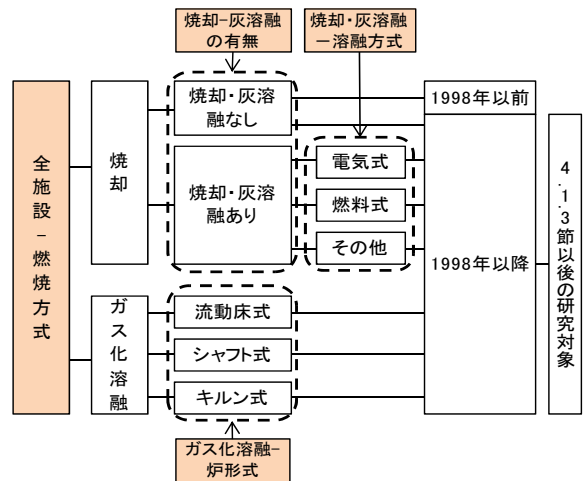 焼却-灰溶融
の有無
焼却・灰溶融
-溶融方式
全施設-燃焼方式
焼却
焼却・灰溶
融なし
焼却・灰溶
融あり
電気式
燃料式
その他
1998年以前
1998年以降
4.1.3節以後の研究対象
ガス化溶融
流動床式
シャフト式
キルン式
ガス化溶融-
炉形式